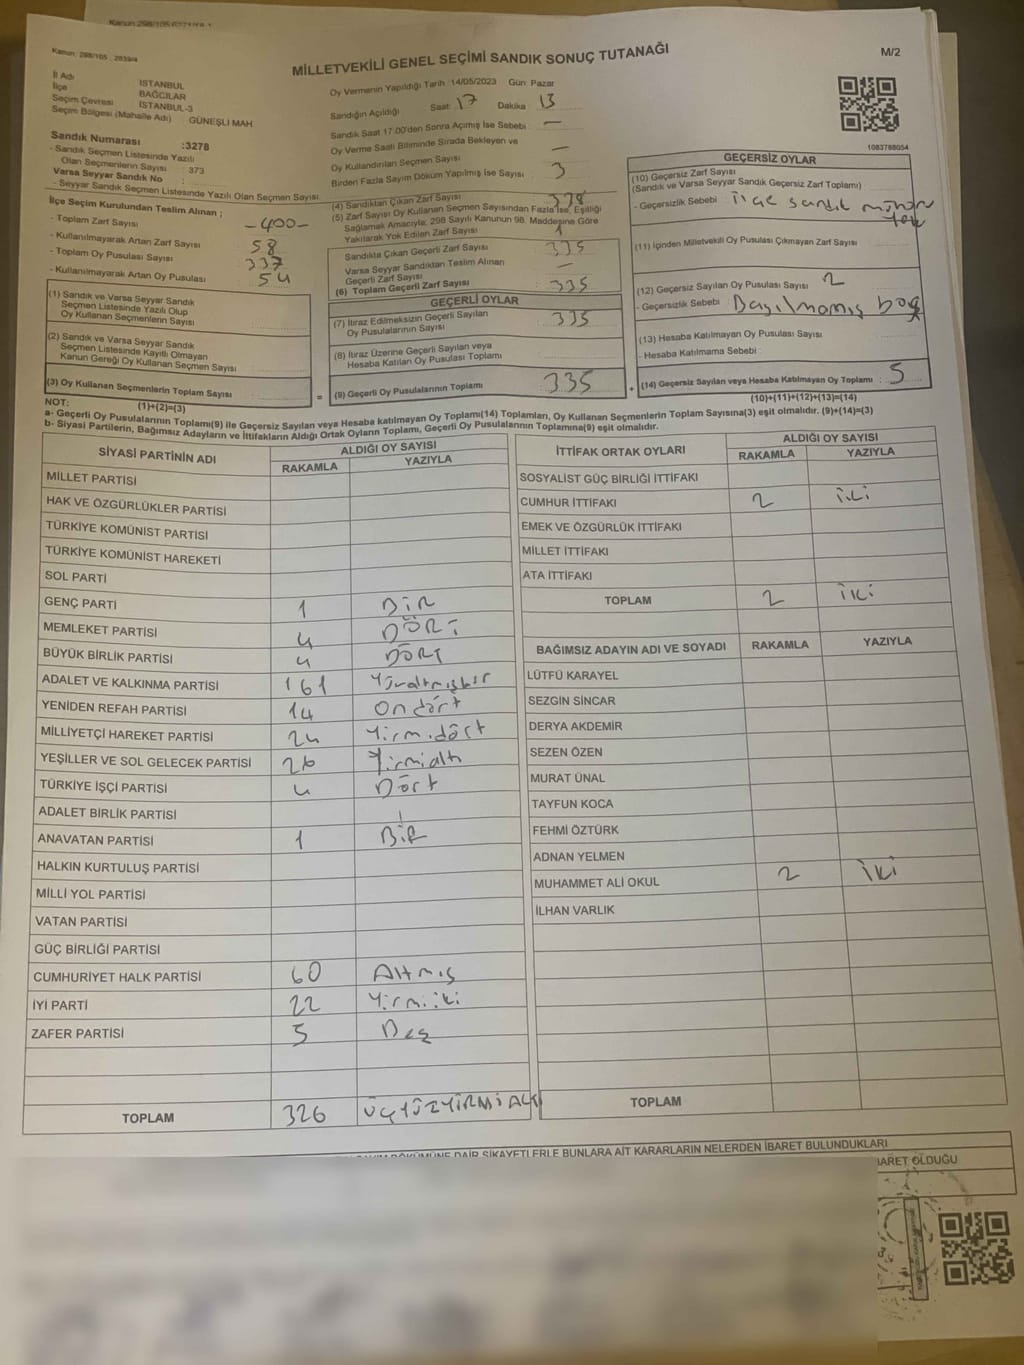 Kanun: 298/105 , 2839/4
MİLLETVEKİLİ GENEL SEÇİMİ SANDIK SONUÇ TUTANAĞI
M/2
İl Adı İSTANBUL
İlçe BAĞCILAR
Seçim Çevresi İSTANBUL-3
Seçim Bölgesi (Mahalle Adı) GÜNEŞLİ MAH
Sandık Numarası :3278
- Sandık Seçmen Listesinde Yazılı
Olan Seçmenlerin Sayısı : 373
Varsa Seyyar Sandık No :
- Seyyar Sandık Seçmen Listesinde Yazılı Olan Seçmen Sayısı:
Oy Vermenin Yapıldığı Tarih :14/05/2023 Gün: Pazar
Sandığın Açıldığı Saat: 17 Dakika 13
Sandık Saat 17.00'den Sonra Açımış İse Sebebi : —
Oy Verme Saati Bitiminde Sırada Bekleyen ve
Oy Kullandırılan Seçmen Sayısı : —
Birden Fazla Sayım Döküm Yapılmış İse Sayısı : 3
1083788054
İlçe Seçim Kurulundan Teslim Alınan ;
- Toplam Zarf Sayısı : -400-
- Kullanılmayarak Artan Zarf Sayısı : 58
- Toplam Oy Pusulası Sayısı : 337
- Kullanılmayarak Artan Oy Pusulası : 54
(1) Sandık ve Varsa Seyyar Sandık
Seçmen Listesinde Yazılı Olup
Oy Kullanan Seçmenlerin Sayısı :
(2) Sandık ve Varsa Seyyar Sandık
Seçmen Listesinde Kayıtlı Olmayan
Kanun Gereği Oy Kullanan Seçmen Sayısı :
(3) Oy Kullanan Seçmenlerin Toplam Sayısı :
(1)+(2)=(3)
(4) Sandıktan Çıkan Zarf Sayısı : 338
(5) Zarf Sayısı Oy Kullanan Seçmen Sayısından Fazla İse, Eşitliği
Sağlamak Amacıyla; 298 Sayılı Kanunun 98. Maddesine Göre
Yakılarak Yok Edilen Zarf Sayısı : 1
Sandıkta Çıkan Geçerli Zarf Sayısı : 335
Varsa Seyyar Sandıktan Teslim Alınan
Geçerli Zarf Sayısı : —
(6) Toplam Geçerli Zarf Sayısı : 335
GEÇERLİ OYLAR
(7) İtiraz Edilmeksizin Geçerli Sayılan
Oy Pusulalarının Sayısı : 335
(8) İtiraz Üzerine Geçerli Sayılan veya
Hesaba Katılan Oy Pusulası Toplamı
= (9) Geçerli Oy Pusulalarının Toplamı : 335
GEÇERSİZ OYLAR
(10) Geçersiz Zarf Sayısı
(Sandık ve Varsa Seyyar Sandık Geçersiz Zarf Toplamı)
- Geçersizlik Sebebi : ilçe sandık mührü
yok
(11) İçinden Milletvekili Oy Pusulası Çıkmayan Zarf Sayısı
(12) Geçersiz Sayılan Oy Pusulası Sayısı : 2
- Geçersizlik Sebebi : Basılmamış boş
(13) Hesaba Katılmayan Oy Pusulası Sayısı
- Hesaba Katılmama Sebebi :
+ (14) Geçersiz Sayılan veya Hesaba Katılmayan Oy Toplamı : 5
(10)+(11)+(12)+(13)=(14)
NOT:
a- Geçerli Oy Pusulalarının Toplamı(9) ile Geçersiz Sayılan veya Hesaba katılmayan Oy Toplamı(14) Toplamları, Oy Kullanan Seçmenlerin Toplam Sayısına(3) eşit olmalıdır. (9)+(14)=(3)
b- Siyasi Partilerin, Bağımsız Adayların ve İttifakların Aldığı Ortak Oyların Toplamı, Geçerli Oy Pusulalarının Toplamına(9) eşit olmalıdır.
SİYASİ PARTİNİN ADI ALDIĞI OY SAYISI
RAKAMLA YAZIYLA
MİLLET PARTİSİ
HAK VE ÖZGÜRLÜKLER PARTİSİ
TÜRKİYE KOMÜNİST PARTİSİ
TÜRKİYE KOMÜNİST HAREKETİ
SOL PARTİ
GENÇ PARTİ 1 BİR
MEMLEKET PARTİSİ 4 DÖRT
BÜYÜK BİRLİK PARTİSİ 4 DÖRT
ADALET VE KALKINMA PARTİSİ 161 Yüzaltmışbir
YENİDEN REFAH PARTİSİ 14 Ondört
MİLLİYETÇİ HAREKET PARTİSİ 24 Yirmidört
YEŞİLLER VE SOL GELECEK PARTİSİ 26 Yirmialtı
TÜRKİYE İŞÇİ PARTİSİ 4 Dört
ADALET BİRLİK PARTİSİ
ANAVATAN PARTİSİ 1 BİR
HALKIN KURTULUŞ PARTİSİ
MİLLİ YOL PARTİSİ
VATAN PARTİSİ
GÜÇ BİRLİĞİ PARTİSİ
CUMHURİYET HALK PARTİSİ 60 Altmış
İYİ PARTİ 22 Yirmiiki
ZAFER PARTİSİ 5 Beş
TOPLAM 326 ÜÇYÜZYİRMİALTI
İTTİFAK ORTAK OYLARI ALDIĞI OY SAYISI
RAKAMLA YAZIYLA
SOSYALİST GÜÇ BİRLİĞİ İTTİFAKI
CUMHUR İTTİFAKI 2 iki
EMEK VE ÖZGÜRLÜK İTTİFAKI
MİLLET İTTİFAKI
ATA İTTİFAKI
TOPLAM 2 iki
BAĞIMSIZ ADAYIN ADI VE SOYADI RAKAMLA YAZIYLA
LÜTFÜ KARAYEL
SEZGİN SİNCAR
DERYA AKDEMİR
SEZEN ÖZEN
MURAT ÜNAL
TAYFUN KOCA
FEHMİ ÖZTÜRK
ADNAN YELMEN
MUHAMMET ALİ OKUL 2 İKİ
İLHAN VARLIK
TOPLAM
DÖKÜMÜNE DAİR ŞİKAYETLERLE BUNLARA AİT KARARLARIN NELERDEN İBARET BULUNDUKLARI
İBARET OLDUĞU